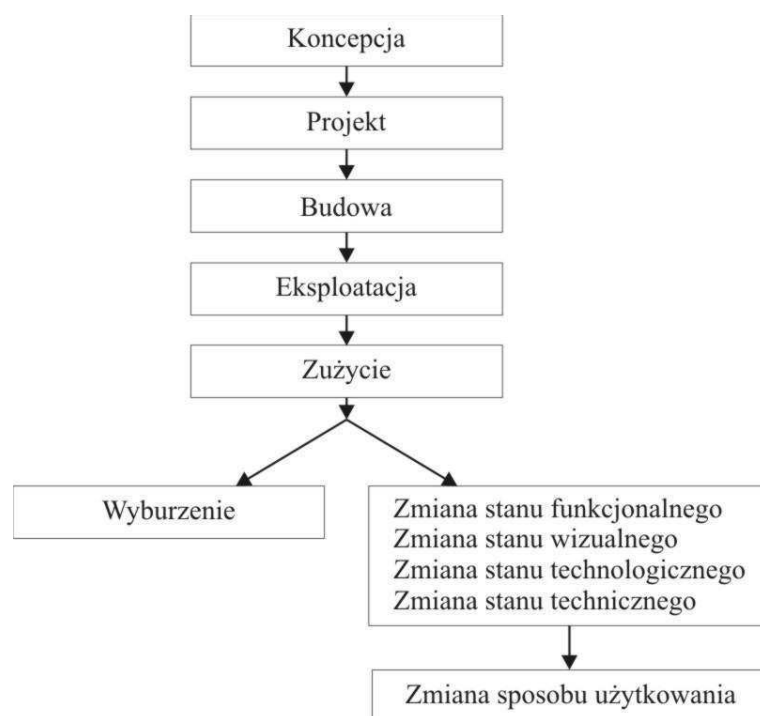 Koncepcja
Projekt
Budowa
Eksploatacja
Zużycie
Wyburzenie
Zmiana stanu funkcjonalnego
Zmiana stanu wizualnego
Zmiana stanu technologicznego
Zmiana stanu technicznego
Zmiana sposobu użytkowania